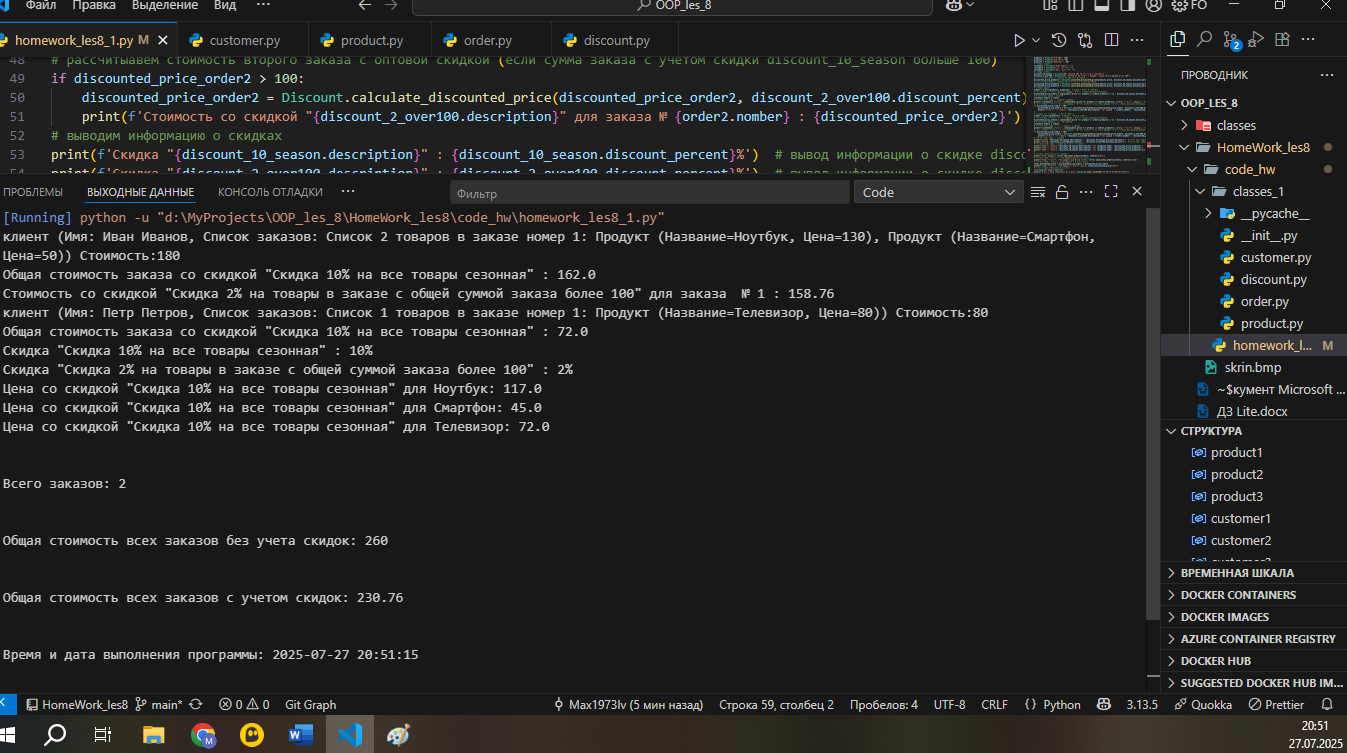 Файл Правка Выделение Вид ··· OOP_les_8 FO
homework_les8_1.py M customer.py product.py order.py discount.py
48 # рассчитываем стоимость второго заказа с оптовой скидкой (если сумма заказа с учетом скидки discount_10_season больше 100)
49 if discounted_price_order2 > 100:
50 discounted_price_order2 = Discount.calculate_discounted_price(discounted_price_order2, discount_2_over100.discount_percent)
51 print(f'Стоимость со скидкой "{discount_2_over100.description}" для заказа № {order2.nomber} : {discounted_price_order2}')
52 # выводим информацию о скидках
53 print(f'Скидка "{discount_10_season.description}" : {discount_10_season.discount_percent}%') # вывод информации о скидке disco
54 print(f'Скидка "{discount_2_over100.description}" : {discount_2_over100.discount_percent}%') # вывод информации о скидке
ПРОБЛЕМЫ ВЫХОДНЫЕ ДАННЫЕ КОНСОЛЬ ОТЛАДКИ ··· Фильтр Code
[Running] python -u "d:\MyProjects\OOP_les_8\HomeWork_les8\code_hw\homework_les8_1.py"
клиент (Имя: Иван Иванов, Список заказов: Список 2 товаров в заказе номер 1: Продукт (Название=Ноутбук, Цена=130), Продукт (Название=Смартфон,
Цена=50)) Стоимость:180
Общая стоимость заказа со скидкой "Скидка 10% на все товары сезонная" : 162.0
Стоимость со скидкой "Скидка 2% на товары в заказе с общей суммой заказа более 100" для заказа № 1 : 158.76
клиент (Имя: Петр Петров, Список заказов: Список 1 товаров в заказе номер 1: Продукт (Название=Телевизор, Цена=80)) Стоимость:80
Общая стоимость заказа со скидкой "Скидка 10% на все товары сезонная" : 72.0
Скидка "Скидка 10% на все товары сезонная" : 10%
Скидка "Скидка 2% на товары в заказе с общей суммой заказа более 100" : 2%
Цена со скидкой "Скидка 10% на все товары сезонная" для Ноутбук: 117.0
Цена со скидкой "Скидка 10% на все товары сезонная" для Смартфон: 45.0
Цена со скидкой "Скидка 10% на все товары сезонная" для Телевизор: 72.0
Всего заказов: 2
Общая стоимость всех заказов без учета скидок: 260
Общая стоимость всех заказов с учетом скидок: 230.76
Время и дата выполнения программы: 2025-07-27 20:51:15
2
ПРОВОДНИК ···
OOP_LES_8
classes
HomeWork_les8
code_hw
classes_1
__pycache__
__init__.py
customer.py
discount.py
order.py
product.py
homework_l... M
skrin.bmp
~$кумент Microsoft ...
ДЗ Lite.docx
СТРУКТУРА
product1
product2
product3
customer1
customer2
ВРЕМЕННАЯ ШКАЛА
DOCKER CONTAINERS
DOCKER IMAGES
AZURE CONTAINER REGISTRY
DOCKER HUB
SUGGESTED DOCKER HUB IM...
HomeWork_les8 main* 0 0 Git Graph Max1973lv (5 мин назад) Строка 59, столбец 2 Пробелов: 4 UTF-8 CRLF {} Python 3.13.5 Quokka Prettier
20:51
27.07.2025